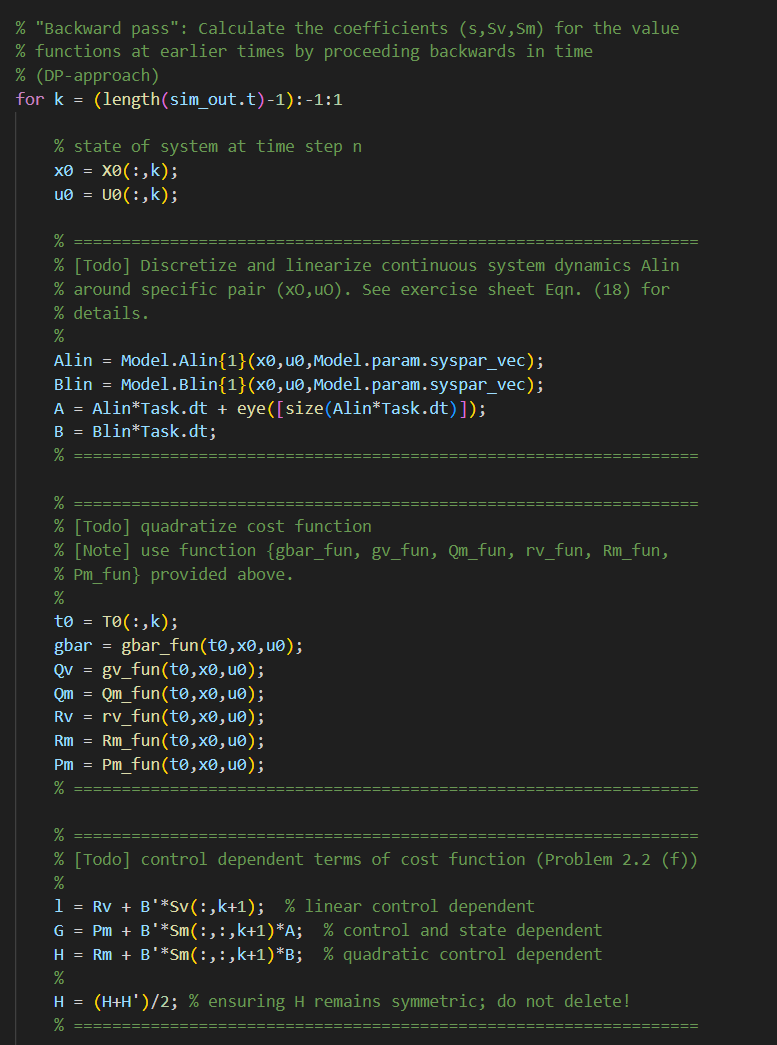 % "Backward pass": Calculate the coefficients (s,Sv,Sm) for the value
% functions at earlier times by proceeding backwards in time
% (DP-approach)
for k = (length(sim_out.t)-1):-1:1
% state of system at time step n
x0 = X0(:,k);
u0 = U0(:,k);
% =================================================================
% [Todo] Discretize and linearize continuous system dynamics Alin
% around specific pair (xO,uO). See exercise sheet Eqn. (18) for
% details.
%
Alin = Model.Alin{1}(x0,u0,Model.param.syspar_vec);
Blin = Model.Blin{1}(x0,u0,Model.param.syspar_vec);
A = Alin*Task.dt + eye([size(Alin*Task.dt)]);
B = Blin*Task.dt;
% =================================================================
% =================================================================
% [Todo] quadratize cost function
% [Note] use function {gbar_fun, gv_fun, Qm_fun, rv_fun, Rm_fun,
% Pm_fun} provided above.
%
t0 = T0(:,k);
gbar = gbar_fun(t0,x0,u0);
Qv = gv_fun(t0,x0,u0);
Qm = Qm_fun(t0,x0,u0);
Rv = rv_fun(t0,x0,u0);
Rm = Rm_fun(t0,x0,u0);
Pm = Pm_fun(t0,x0,u0);
% =================================================================
% =================================================================
% [Todo] control dependent terms of cost function (Problem 2.2 (f))
%
l = Rv + B'*Sv(:,k+1);  % linear control dependent
G = Pm + B'*Sm(:,:,k+1)*A;  % control and state dependent
H = Rm + B'*Sm(:,:,k+1)*B;  % quadratic control dependent
%
H = (H+H')/2; % ensuring H remains symmetric; do not delete!
% =================================================================